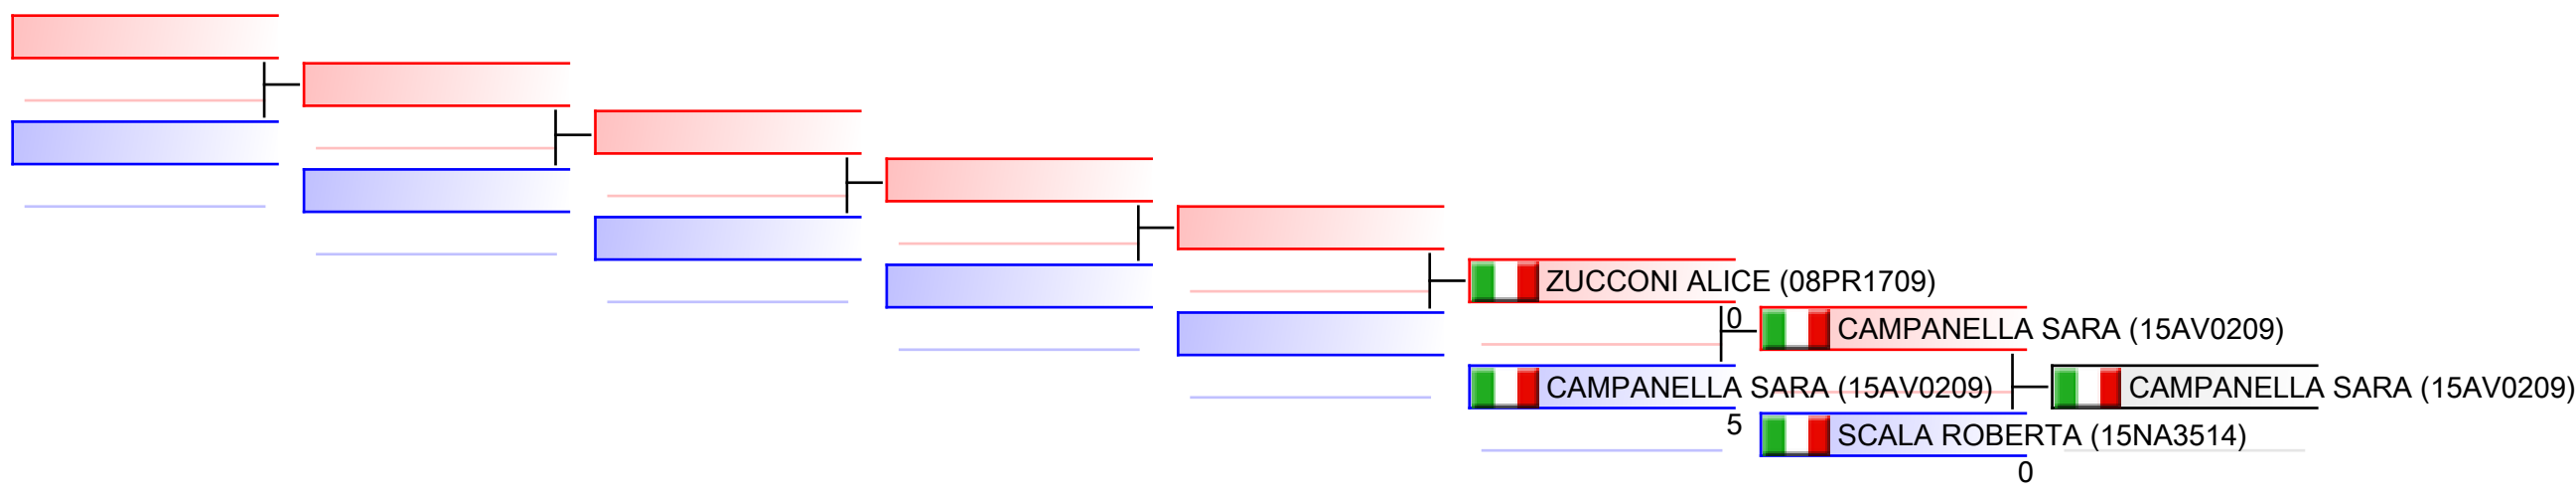 ZUCCONI ALICE (08PR1709)
0
CAMPANELLA SARA (15AV0209)
CAMPANELLA SARA (15AV0209)
CAMPANELLA SARA (15AV0209)
5
SCALA ROBERTA (15NA3514)
0